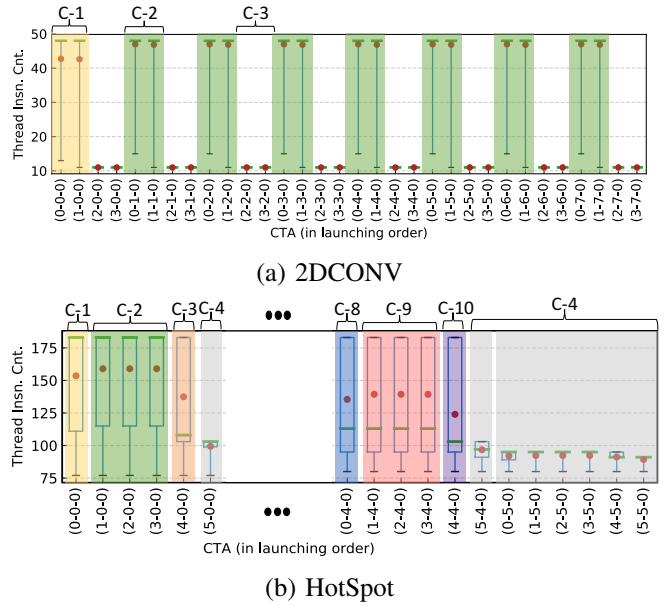 C-1 C-2 C-3
50
40
30
20
10
Thread Insn. Cnt.
(0-0-0) (1-0-0) (2-0-0) (3-0-0) (0-1-0) (1-1-0) (2-1-0) (3-1-0) (0-2-0) (1-2-0) (2-2-0) (3-2-0) (0-3-0) (1-3-0) (2-3-0) (3-3-0) (0-4-0) (1-4-0) (2-4-0) (3-4-0) (0-5-0) (1-5-0) (2-5-0) (3-5-0) (0-6-0) (1-6-0) (2-6-0) (3-6-0) (0-7-0) (1-7-0) (2-7-0) (3-7-0)
CTA (in launching order)
(a) 2DCONV
C-1 C-2 C-3 C-4 ••• C-8 C-9 C-10 C-4
175
150
125
100
75
Thread Insn. Cnt.
(0-0-0) (1-0-0) (2-0-0) (3-0-0) (4-0-0) (5-0-0) ••• (0-4-0) (1-4-0) (2-4-0) (3-4-0) (4-4-0) (5-4-0) (0-5-0) (1-5-0) (2-5-0) (3-5-0) (4-5-0) (5-5-0)
CTA (in launching order)
(b) HotSpot